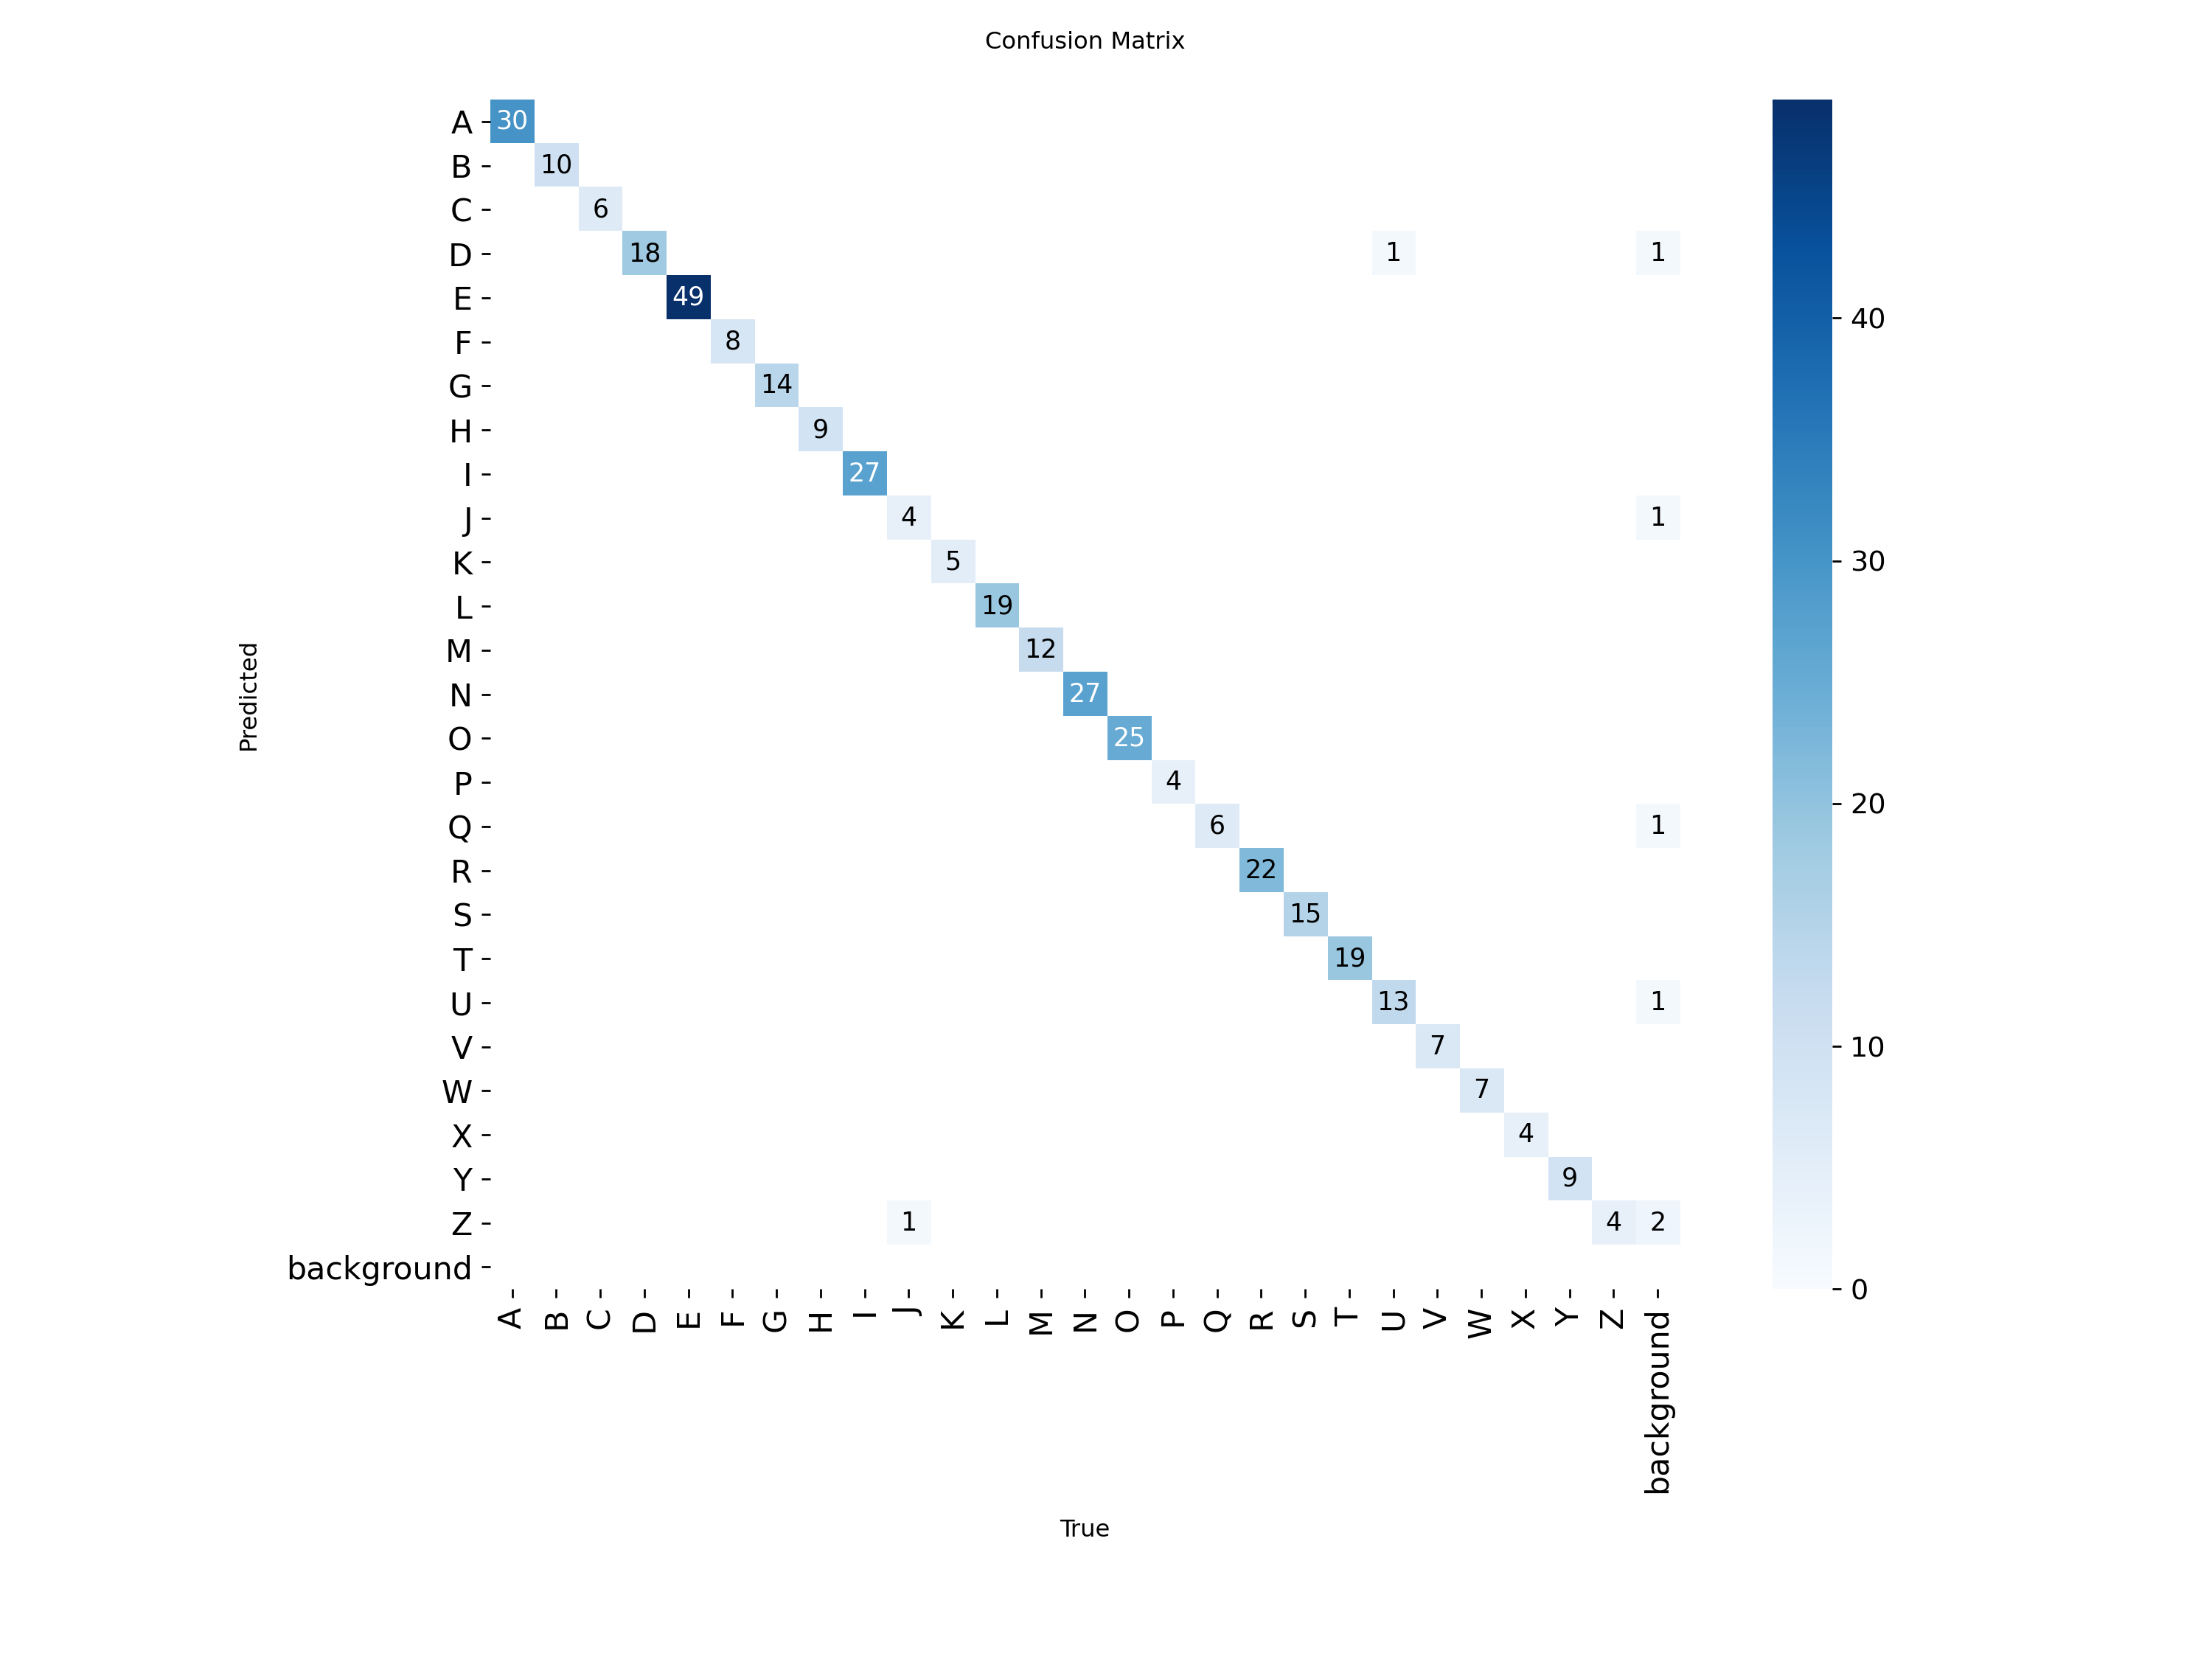 Confusion Matrix
A 30
B 10
C 6
D 18 1 1
E 49
F 8
G 14
H 9
I 27
J 4 1
K 5
L 19
M 12
N 27
O 25
P 4
Q 6 1
R 22
S 15
T 19
U 13 1
V 7
W 7
X 4
Y 9
Z 1 4 2
background
A B C D E F G H I J K L M N O P Q R S T U V W X Y Z background
Predicted
True
40
30
20
10
0